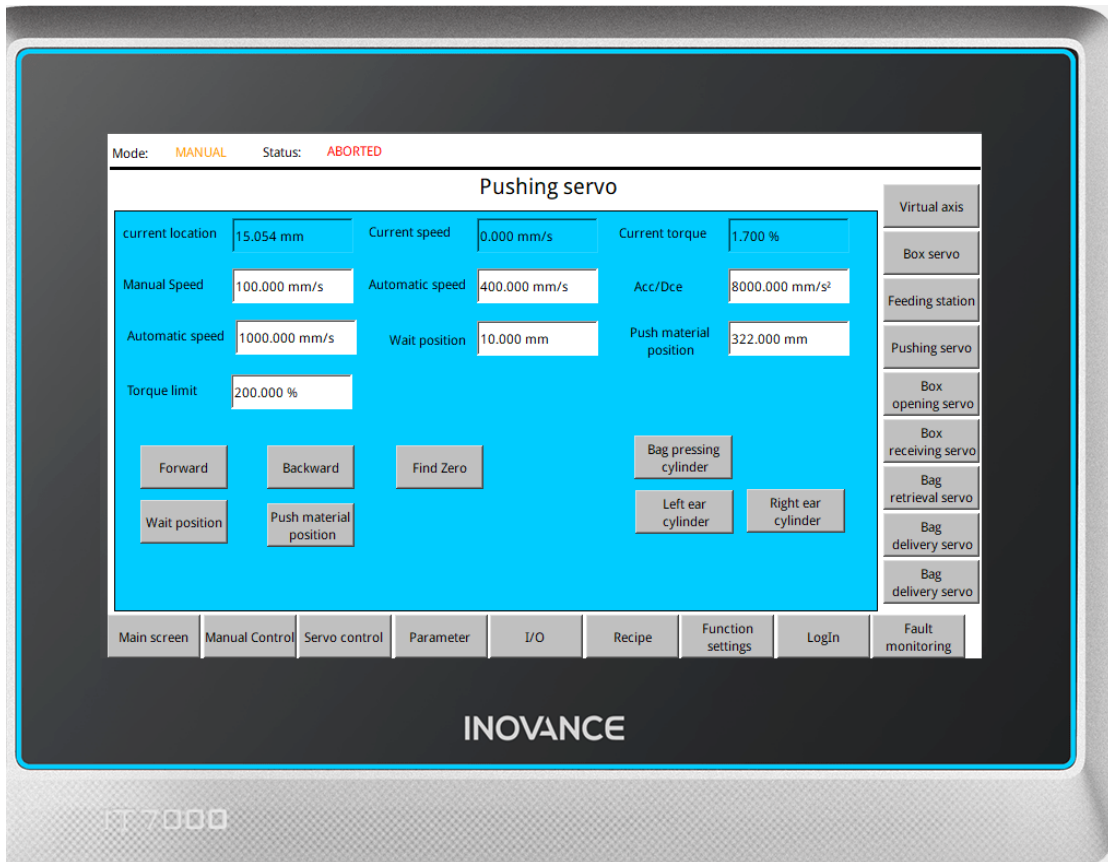 Mode: MANUAL Status: ABORTED
Pushing servo
current location 15.054 mm Current speed 0.000 mm/s Current torque 1.700 %
Manual Speed 100.000 mm/s Automatic speed 400.000 mm/s Acc/Dce 8000.000 mm/s²
Automatic speed 1000.000 mm/s Wait position 10.000 mm Push material
position 322.000 mm
Torque limit 200.000 %
Forward Backward Find Zero Bag pressing
cylinder
Wait position Push material
position Left ear
cylinder Right ear
cylinder
Virtual axis
Box servo
Feeding station
Pushing servo
Box
opening servo
Box
receiving servo
Bag
retrieval servo
Bag
delivery servo
Bag
delivery servo
Main screen Manual Control Servo control Parameter I/O Recipe Function
settings LogIn Fault
monitoring
INOVANCE
IT 7000